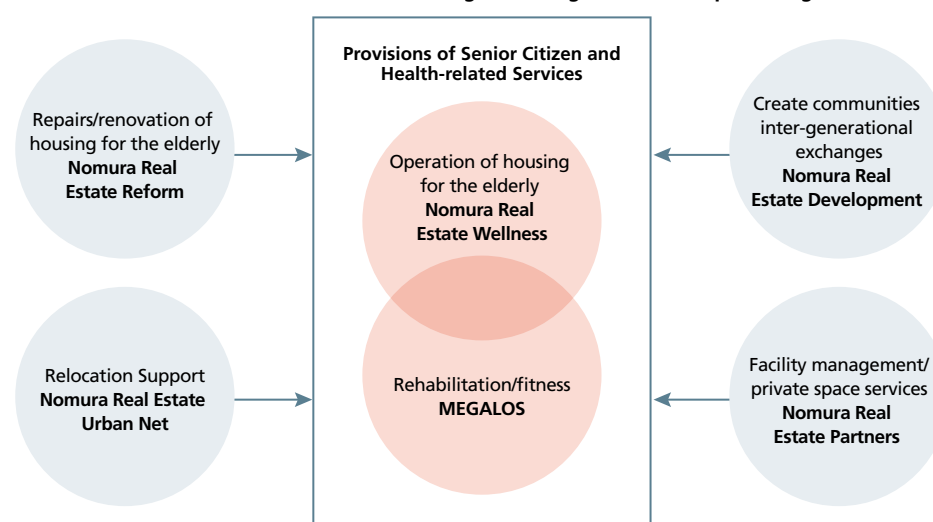 Provisions of Senior Citizen and
Health-related Services
Repairs/renovation of
housing for the elderly
Nomura Real
Estate Reform
Operation of housing
for the elderly
Nomura Real
Estate Wellness
Create communities
inter-generational
exchanges
Nomura Real
Estate Development
Relocation Support
Nomura Real Estate
Urban Net
Rehabilitation/fitness
MEGALOS
Facility management/
private space services
Nomura Real
Estate Partners